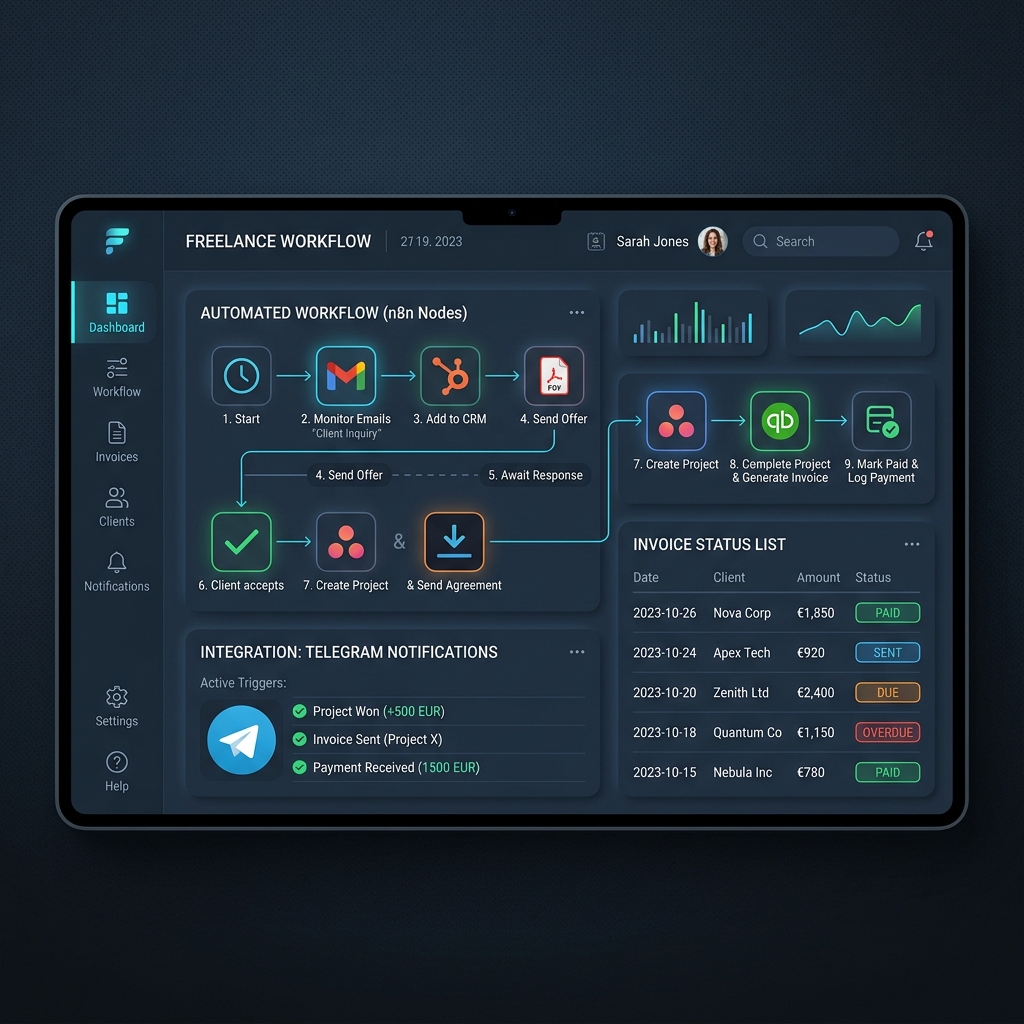 FREELANCE WORKFLOW
27 19. 2023
Sarah Jones
Search
Dashboard
Workflow
Invoices
Clients
Notifications
Settings
Help
AUTOMATED WORKFLOW (n8n Nodes)
1. Start
2. Monitor Emails
"Client Inquiry"
3. Add to CRM
4. Send Offer
4. Send Offer
5. Await Response
6. Client accepts
7. Create Project
&
& Send Agreement
7. Create Project
qb
8. Cemplete Project
& Generate Invoice
9. Mark Paid &
Log Payment
INTEGRATION: TELEGRAM NOTIFICATIONS
Active Triggers:
Project Won (+500 EUR)
Invoice Sent (Project X)
Payment Received (1500 EUR)
INVOICE STATUS LIST
Date Client Amount Status
2023-10-26 Nova Corp €1,850 PAID
2023-10-24 Apex Tech €920 SENT
2023-10-20 Zenith Ltd €2,400 DUE
2023-10-18 Quantum Co €1,150 OVERDUE
2023-10-15 Nebula Inc €780 PAID